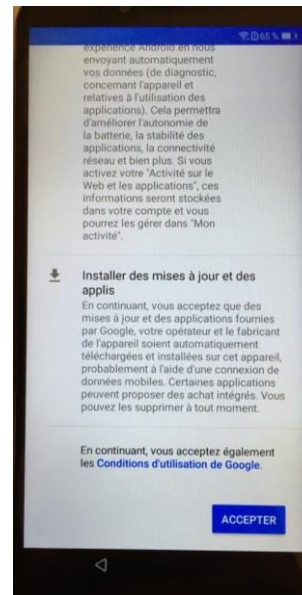 65 %
expérience Android en nous
envoyant automatiquement
vos données (de diagnostic,
concernant l'appareil et
relatives à l'utilisation des
applications). Cela permettra
d'améliorer l'autonomie de
la batterie, la stabilité des
applications, la connectivité
réseau et bien plus. Si vous
activez votre "Activité sur le
Web et les applications", ces
informations seront stockées
dans votre compte et vous
pourrez les gérer dans "Mon
activité".
Installer des mises à jour et des
applis
En continuant, vous acceptez que des
mises à jour et des applications fournies
par Google, votre opérateur et le fabricant
de l'appareil soient automatiquement
téléchargées et installées sur cet appareil,
probablement à l'aide d'une connexion de
données mobiles. Certaines applications
peuvent proposer des achat intégrés. Vous
pouvez les supprimer à tout moment.
En continuant, vous acceptez également
les Conditions d'utilisation de Google.
ACCEPTER